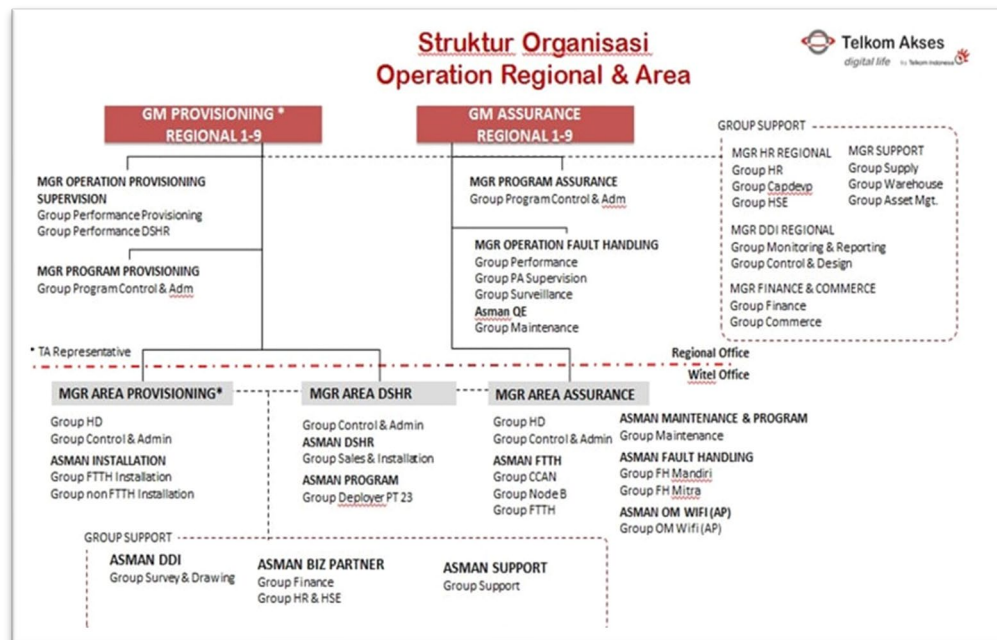 Struktur Organisasi
Operation Regional & Area
Telkom Akses
digital life
by Telkom Indonesia
GM PROVISIONING *
REGIONAL 1-9
GM ASSURANCE
REGIONAL 1-9
MGR OPERATION PROVISIONING
SUPERVISION
Group Performance Provisioning
Group Performance DSHR
MGR PROGRAM PROVISIONING
Group Program Control & Adm
MGR PROGRAM ASSURANCE
Group Program Control & Adm
MGR OPERATION FAULT HANDLING
Group Performance
Group PA Supervision
Group Surveillance
Asman QE
Group Maintenance
GROUP SUPPORT
MGR HR REGIONAL
Group HR
Group Capdevp
Group HSE
MGR SUPPORT
Group Supply
Group Warehouse
Group Asset Mgt.
MGR DDI REGIONAL
Group Monitoring & Reporting
Group Control & Design
MGR FINANCE & COMMERCE
Group Finance
Group Commerce
* TA Representative
Regional Office
Witel Office
MGR AREA PROVISIONING*
Group HD
Group Control & Admin
ASMAN INSTALLATION
Group FTTH Installation
Group non FTTH Installation
MGR AREA DSHR
Group Control & Admin
ASMAN DSHR
Group Sales & Installation
ASMAN PROGRAM
Group Deployer PT 23
MGR AREA ASSURANCE
Group HD
Group Control & Admin
ASMAN FTTH
Group CCAN
Group Node B
Group FTTH
ASMAN MAINTENANCE & PROGRAM
Group Maintenance
ASMAN FAULT HANDLING
Group FH Mandiri
Group FH Mitra
ASMAN OM WIFI (AP)
Group OM Wifi (AP)
GROUP SUPPORT
ASMAN DDI
Group Survey & Drawing
ASMAN BIZ PARTNER
Group Finance
Group HR & HSE
ASMAN SUPPORT
Group Support